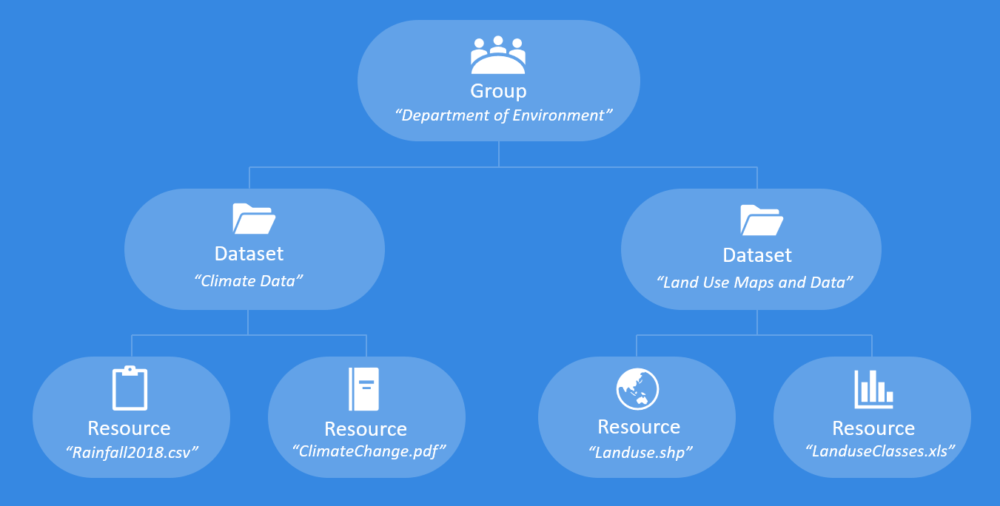 Group
“Department of Environment”
Dataset
“Climate Data”
Dataset
“Land Use Maps and Data”
Resource
“Rainfall2018.csv”
Resource
“ClimateChange.pdf”
Resource
“Landuse.shp”
Resource
“LanduseClasses.xls”